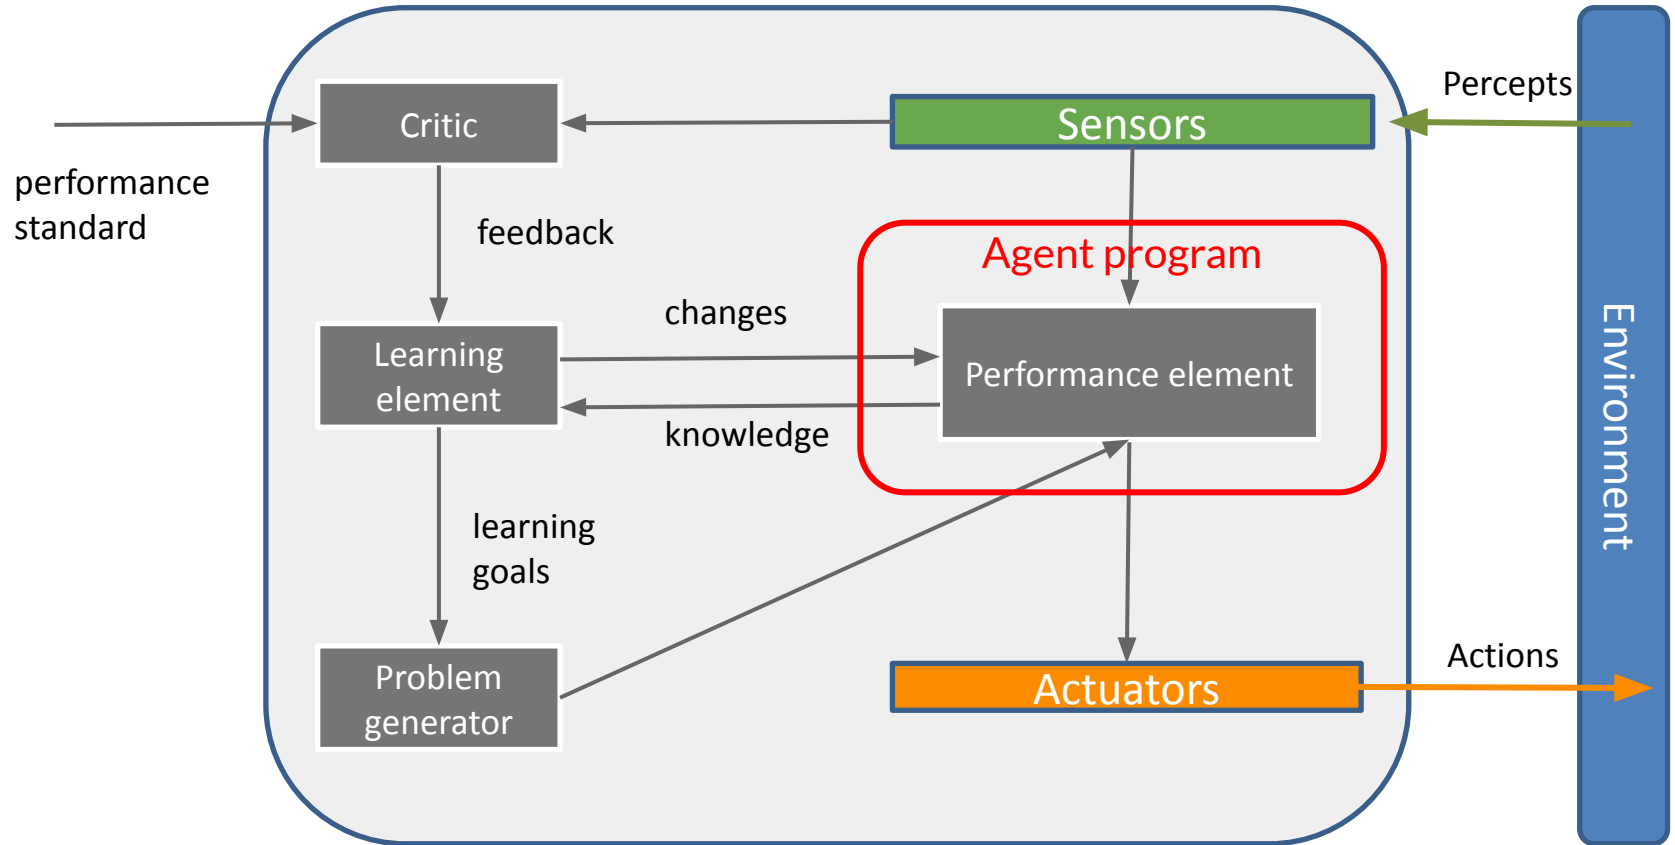 Percepts
Critic
Sensors
performance
standard
feedback
Agent program
changes
Learning
element
Performance element
knowledge
Environment
learning
goals
Problem
generator
Actuators
Actions